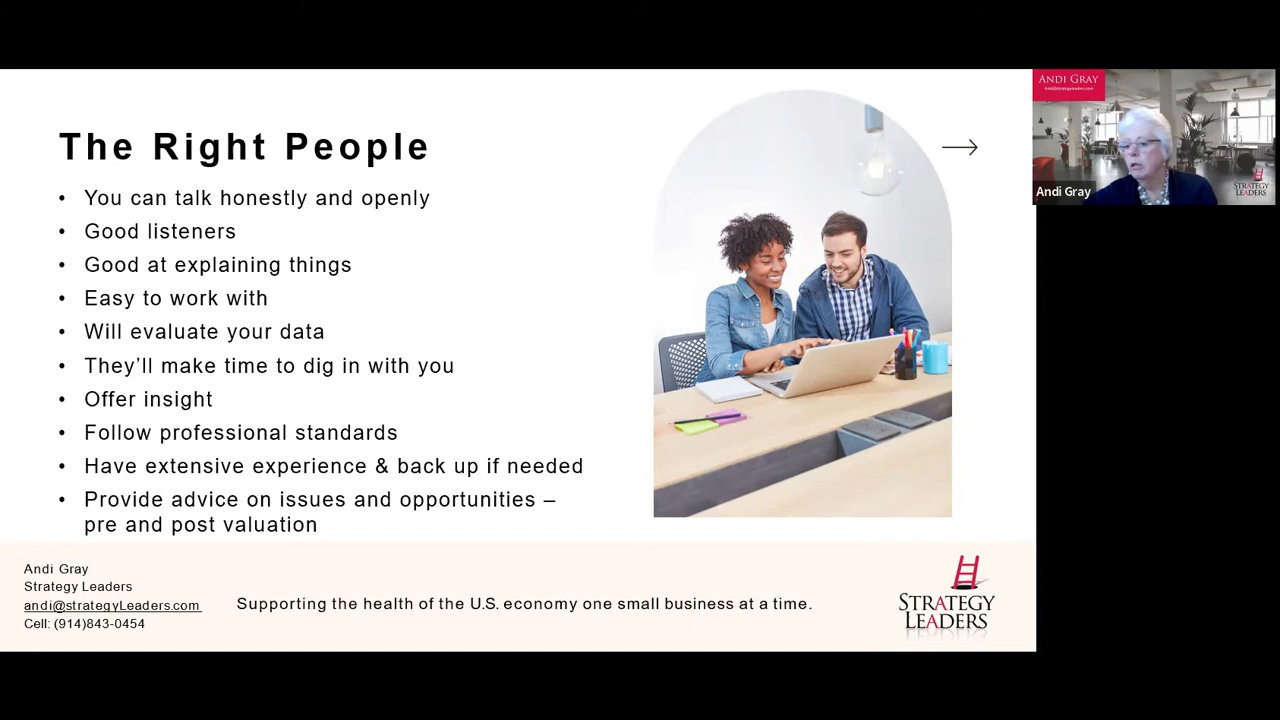 The Right People
• You can talk honestly and openly
• Good listeners
• Good at explaining things
• Easy to work with
• Will evaluate your data
• They’ll make time to dig in with you
• Offer insight
• Follow professional standards
• Have extensive experience & back up if needed
• Provide advice on issues and opportunities –
pre and post valuation
Andi Gray
Strategy Leaders
andi@strategyLeaders.com
Cell: (914)843-0454
Supporting the health of the U.S. economy one small business at a time.
STRATEGY
LEADERS
ANDI GRAY
Andi@strategyleaders.com
Andi Gray
STRATEGY
LEADERS